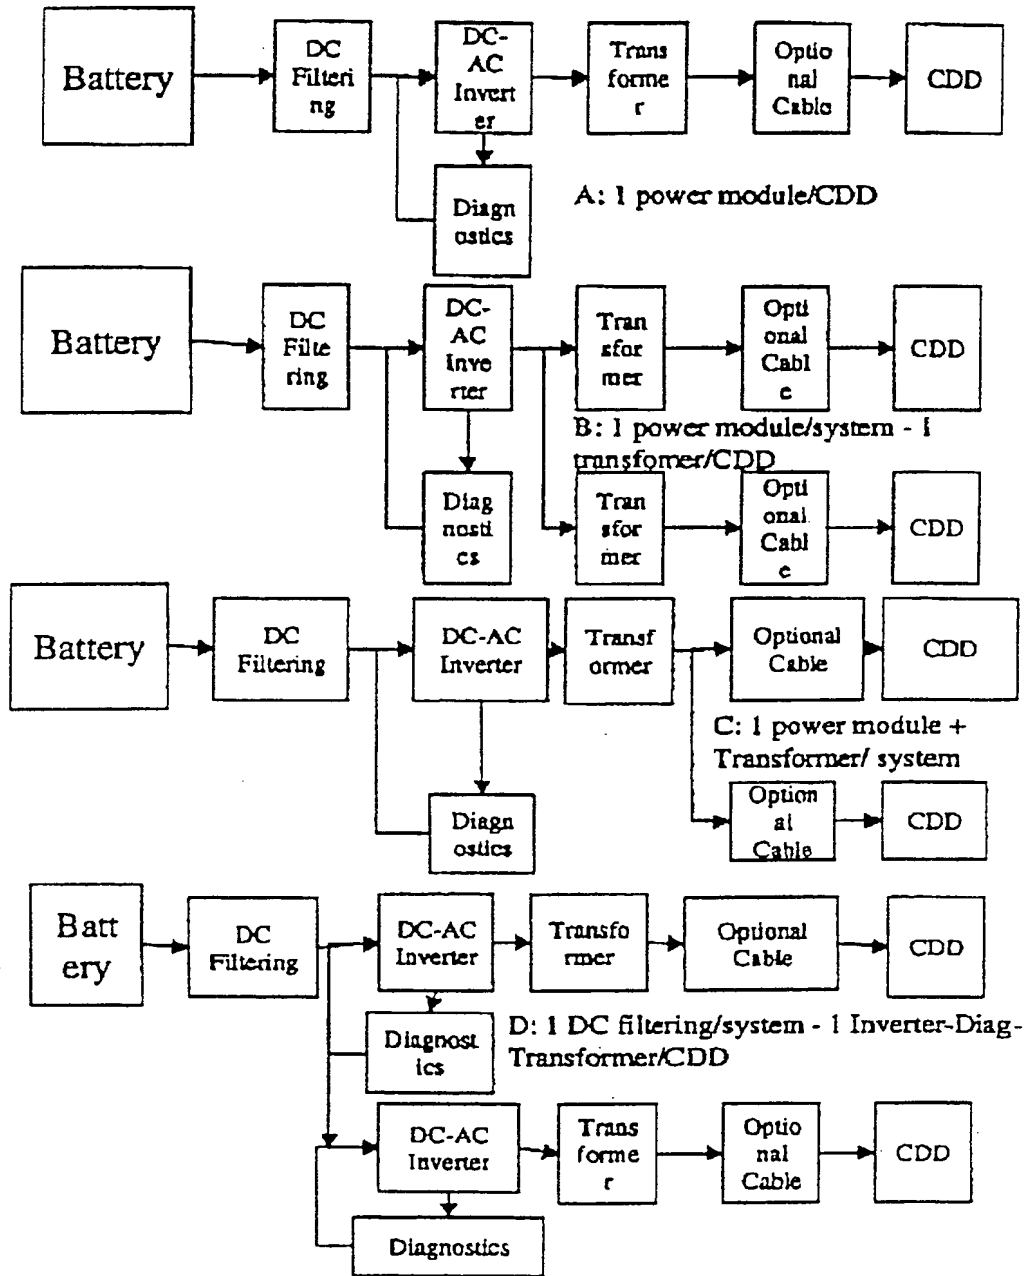 Battery
DC
Filteri
ng
DC-
AC
Invert
er
Trans
forme
r
Optio
nal
Cable
CDD
Diagn
ostics
A: 1 power module/CDD
Battery
DC
Filte
ring
DC-
AC
Inve
rter
Tran
sfor
mer
Opti
onal
Cabl
e
CDD
B: 1 power module/system - 1
transfomer/CDD
Diag
nosti
cs
Tran
sfor
mer
Opti
onal
Cabl
e
CDD
Battery
DC
Filtering
DC-AC
Inverter
Transf
ormer
Optional
Cable
CDD
C: 1 power module +
Transformer/ system
Diagn
ostics
Option
al
Cable
CDD
Batt
ery
DC
Filtering
DC-AC
Inverter
Transfo
rmer
Optional
Cable
CDD
Diagnost
ics
D: 1 DC filtering/system - 1 Inverter-Diag-
Transformer/CDD
DC-AC
Inverter
Trans
forme
r
Optio
nal
Cable
CDD
Diagnostics